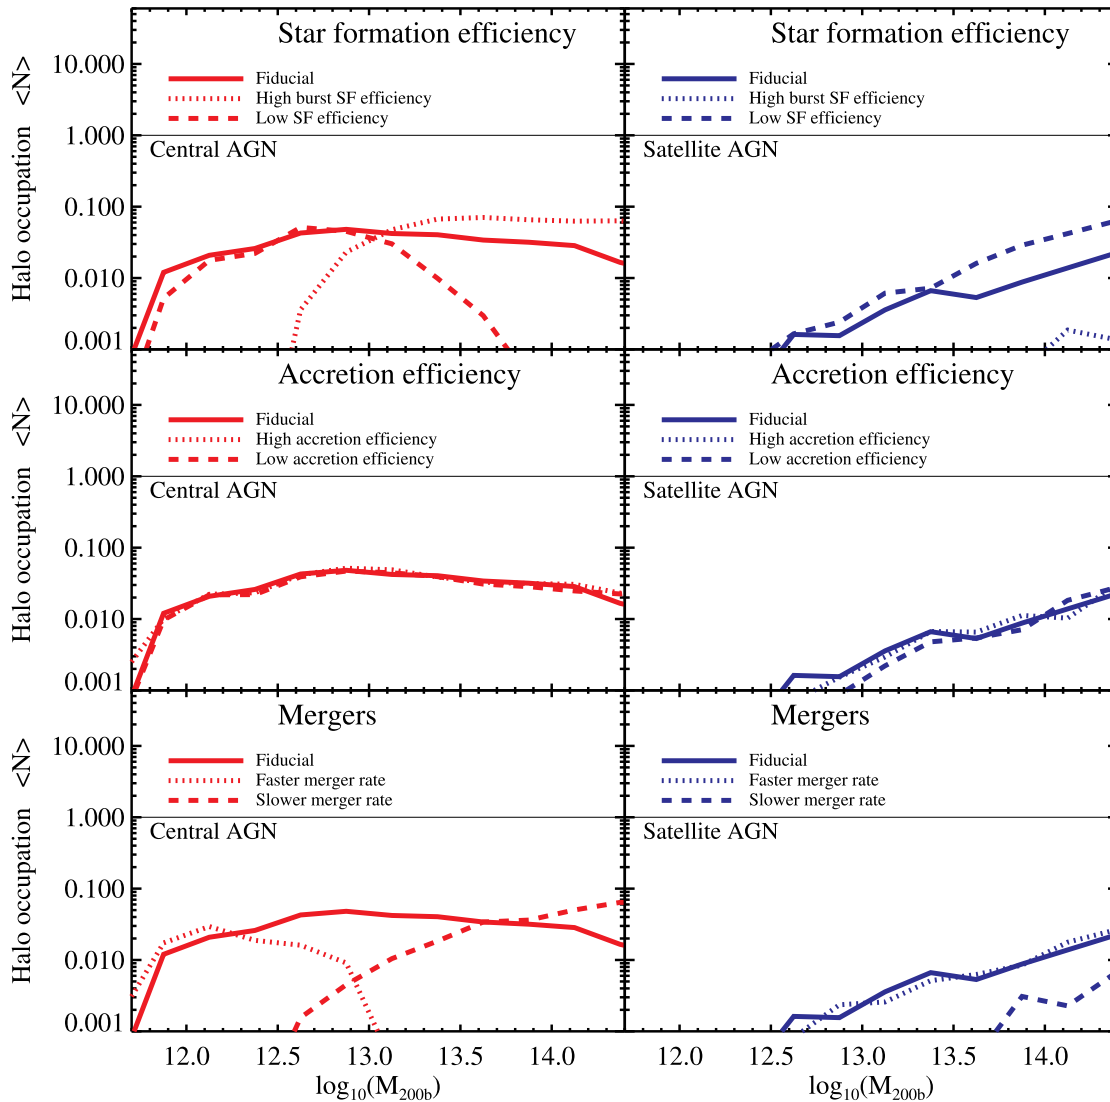 Star formation efficiency
Fiducial
High burst SF efficiency
Low SF efficiency
Central AGN
Halo occupation <N>
10.000
1.000
0.100
0.010
0.001
Star formation efficiency
Fiducial
High burst SF efficiency
Low SF efficiency
Satellite AGN
Accretion efficiency
Fiducial
High accretion efficiency
Low accretion efficiency
Central AGN
Halo occupation <N>
10.000
1.000
0.100
0.010
0.001
Accretion efficiency
Fiducial
High accretion efficiency
Low accretion efficiency
Satellite AGN
Mergers
Fiducial
Faster merger rate
Slower merger rate
Central AGN
Halo occupation <N>
10.000
1.000
0.100
0.010
0.001
12.0 12.5 13.0 13.5 14.0
log₁₀(M₂₀₀b)
Mergers
Fiducial
Faster merger rate
Slower merger rate
Satellite AGN
12.0 12.5 13.0 13.5 14.0
log₁₀(M₂₀₀b)